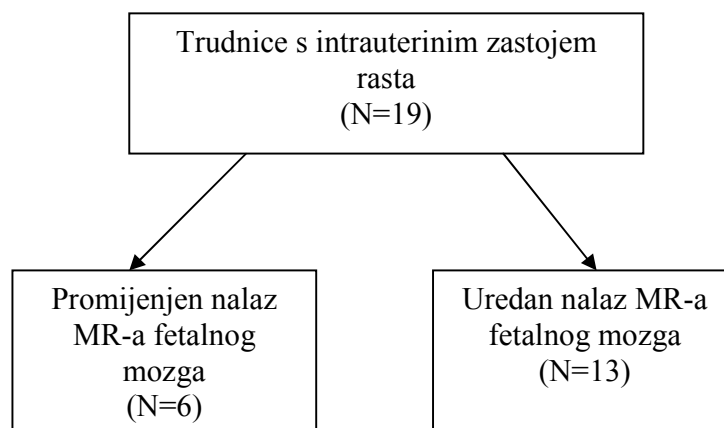 Trudnice s intrauterinim zastojem
rasta
(N=19)
Promijenjen nalaz
MR-a fetalnog
mozga
(N=6)
Uredan nalaz MR-a
fetalnog mozga
(N=13)